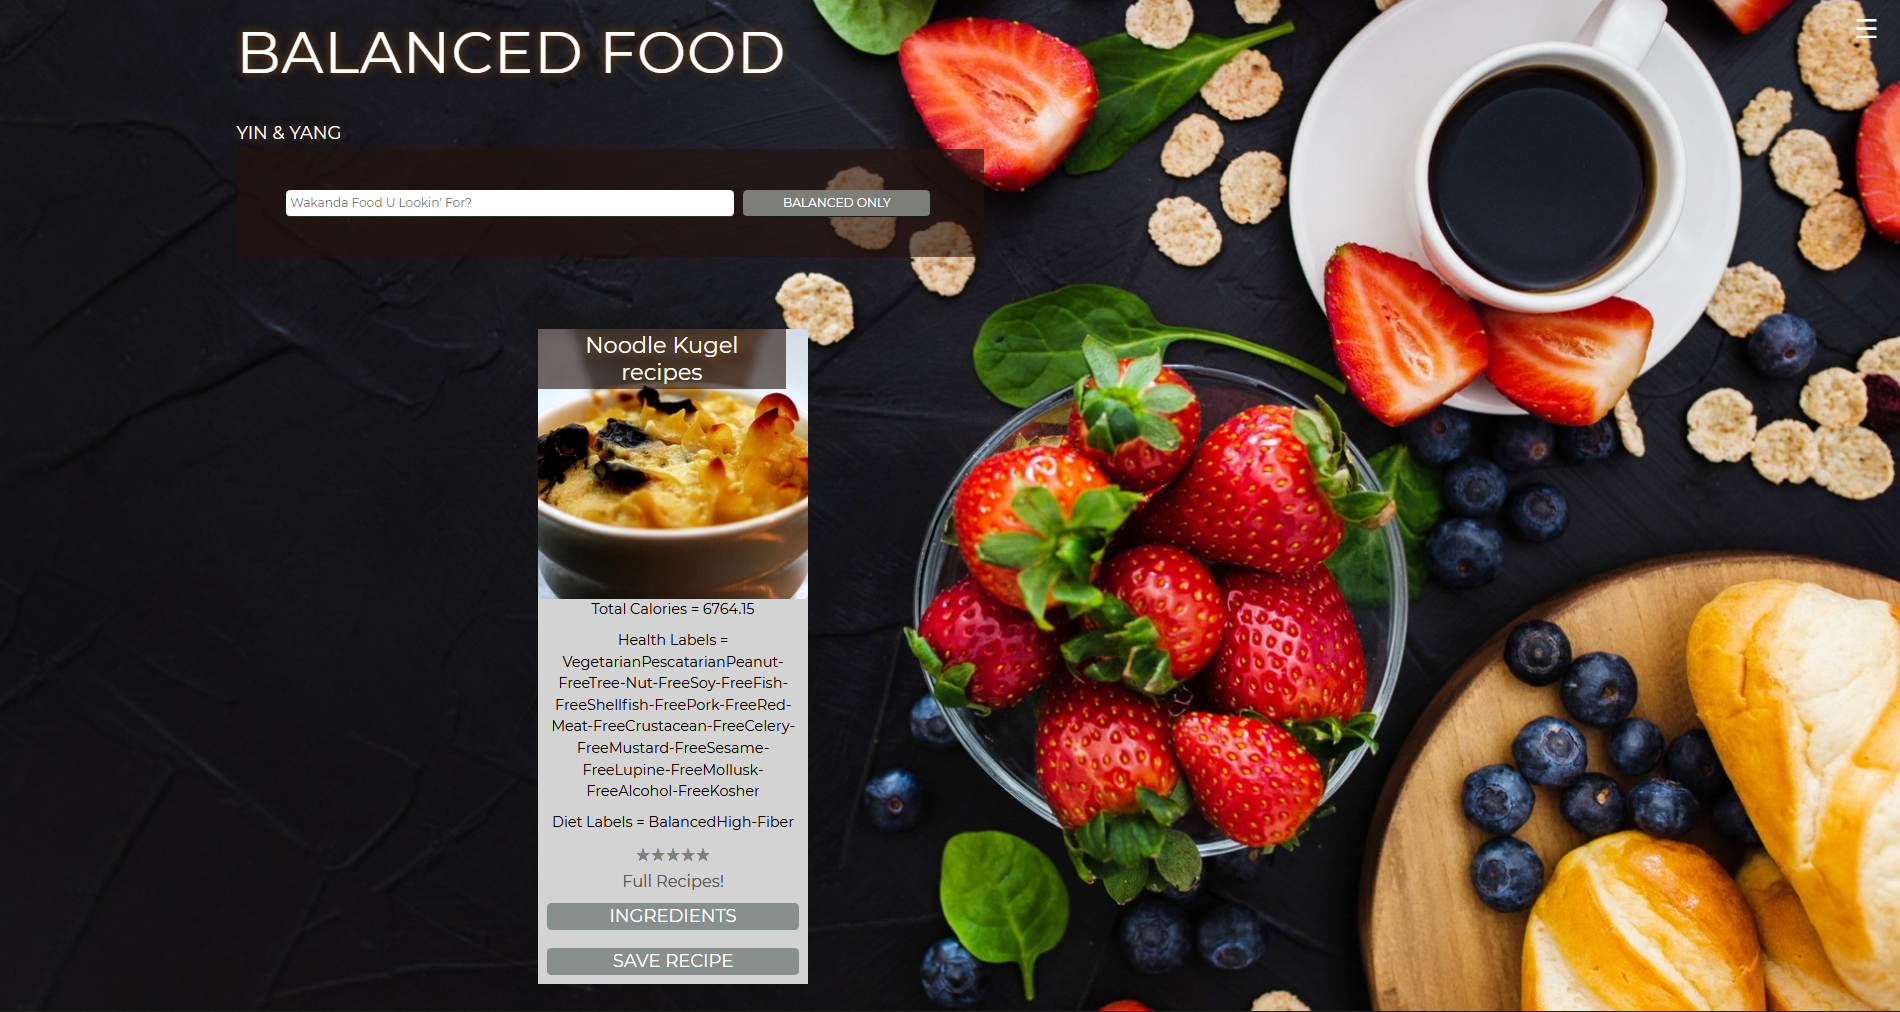 BALANCED FOOD
YIN & YANG
Wakanda Food U Lookin' For?
BALANCED ONLY
Noodle Kugel
recipes
Total Calories = 6764.15
Health Labels =
VegetarianPescatarianPeanut-
FreeTree-Nut-FreeSoy-FreeFish-
FreeShellfish-FreePork-FreeRed-
Meat-FreeCrustacean-FreeCelery-
FreeMustard-FreeSesame-
FreeLupine-FreeMollusk-
FreeAlcohol-FreeKosher
Diet Labels = BalancedHigh-Fiber
★★★★★
Full Recipes!
INGREDIENTS
SAVE RECIPE